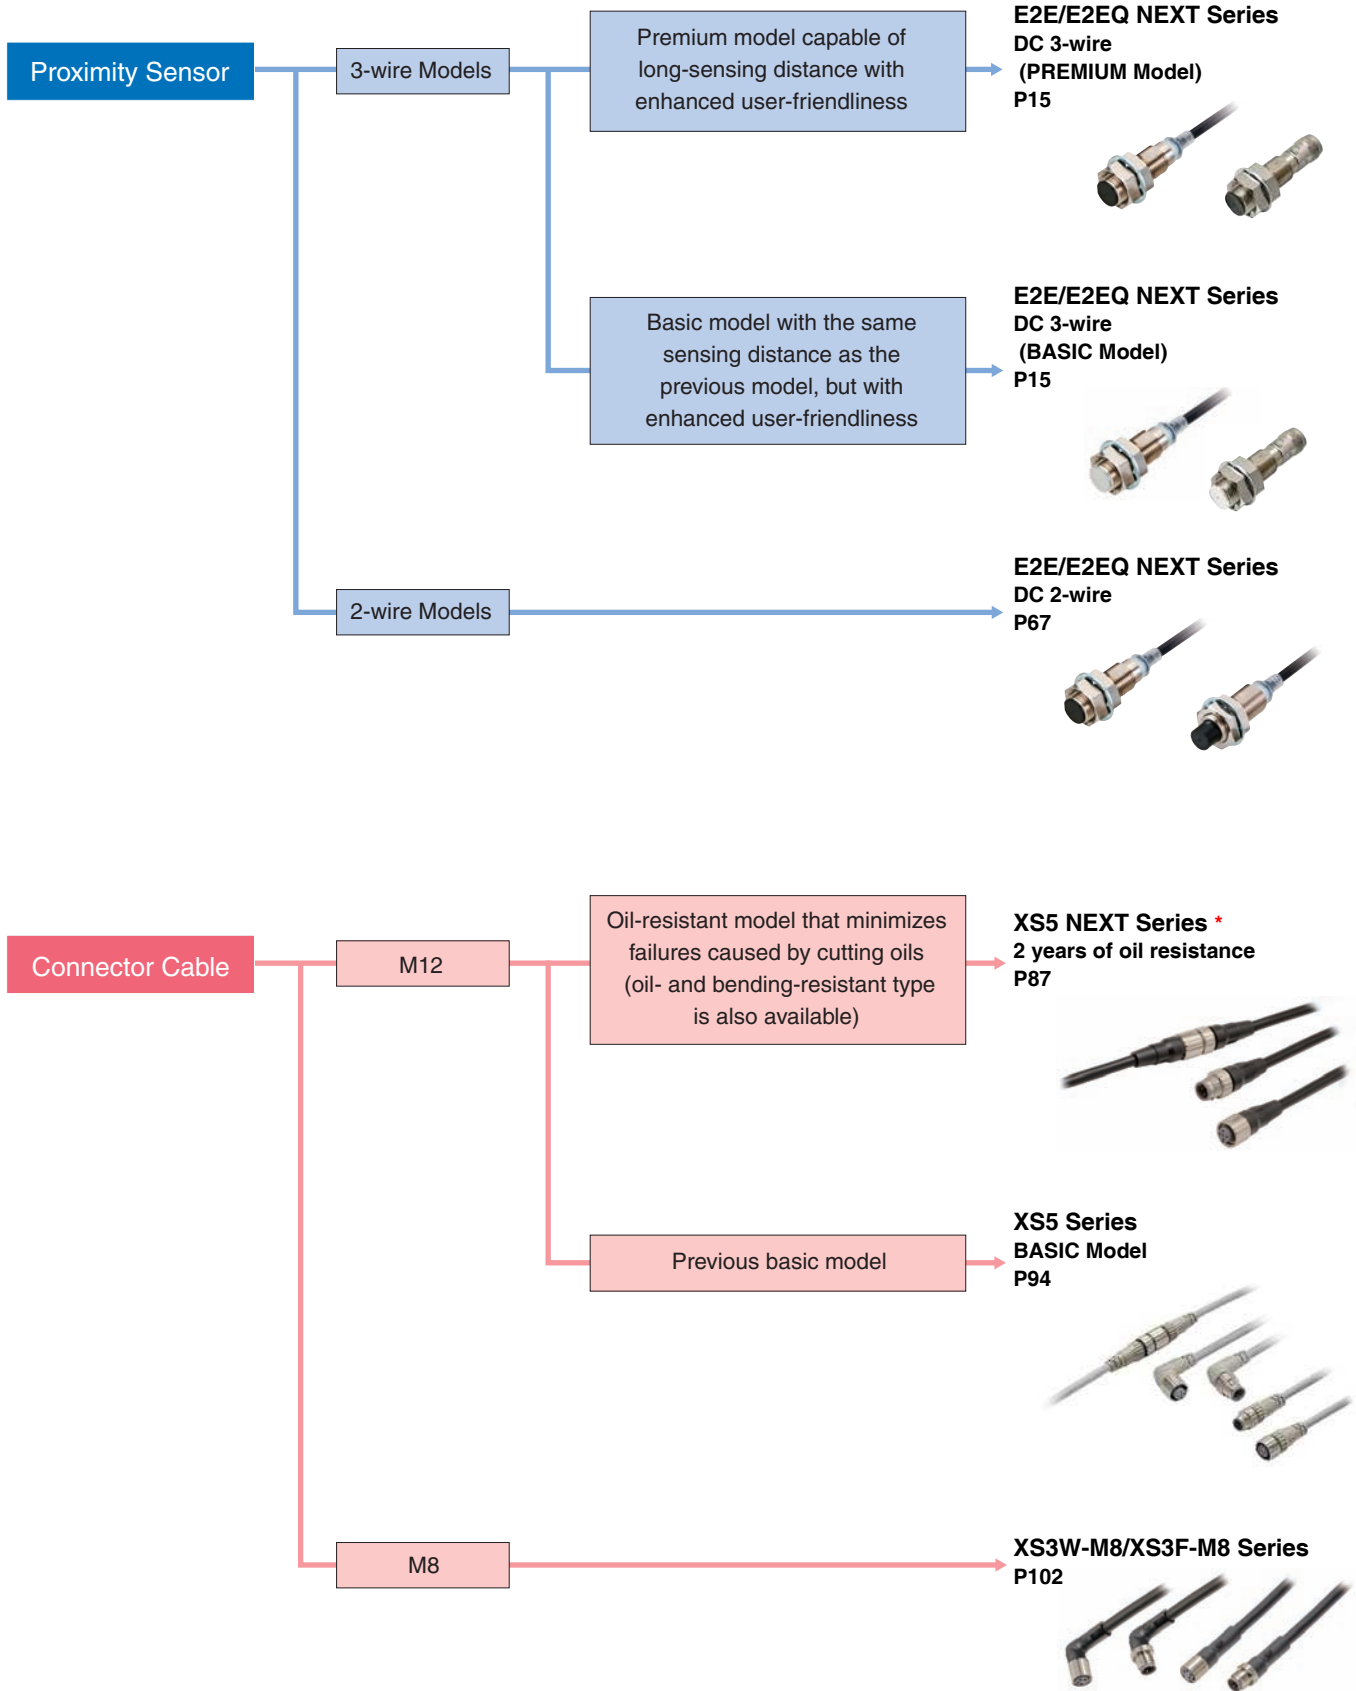 Proximity Sensor
3-wire Models
Premium model capable of
long-sensing distance with
enhanced user-friendliness
E2E/E2EQ NEXT Series
DC 3-wire
(PREMIUM Model)
P15
Basic model with the same
sensing distance as the
previous model, but with
enhanced user-friendliness
E2E/E2EQ NEXT Series
DC 3-wire
(BASIC Model)
P15
2-wire Models
E2E/E2EQ NEXT Series
DC 2-wire
P67
Connector Cable
M12
Oil-resistant model that minimizes
failures caused by cutting oils
(oil- and bending-resistant type
is also available)
XS5 NEXT Series *
2 years of oil resistance
P87
Previous basic model
XS5 Series
BASIC Model
P94
M8
XS3W-M8/XS3F-M8 Series
P102